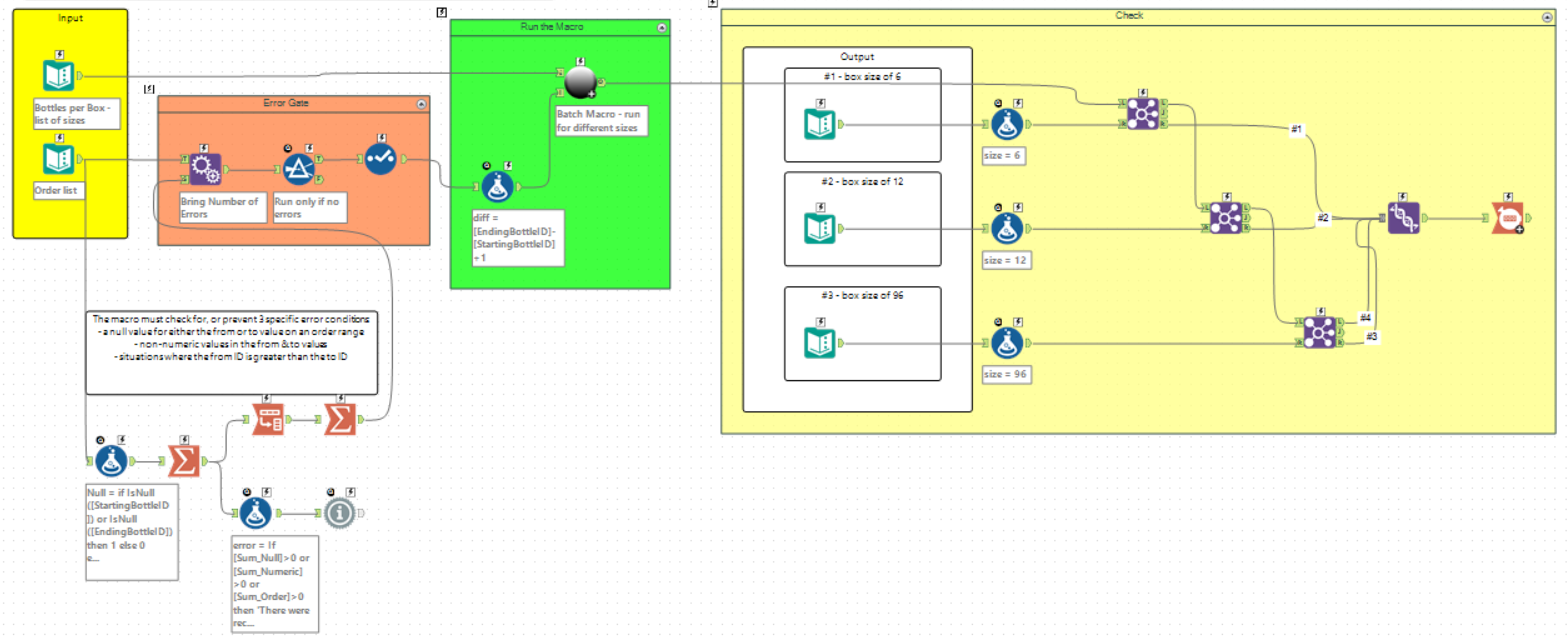 Input
Bottles per Box -
list of sizes
Order list
Error Gate
Bring Number of
Errors
Run only if no
errors
Run the Macro
Batch Macro - run
for different sizes
diff =
[EndingBottleID]-
[StartingBottleID]
+1
Check
Output
#1 - box size of 6
#2 - box size of 12
#3 - box size of 96
size = 6
size = 12
size = 96
#1
#2
#4
#3
The macro must check for, or prevent 3 specific error conditions
- a null value for either the from or to value on an order range
- non-numeric values in the from & to values
- situations where the from ID is greater than the to ID
Null = if IsNull
([StartingBottleID
]) or IsNull
([EndingBottleID])
then 1 else 0
e...
error = If
[Sum_Null]>0 or
[Sum_Numeric]
>0 or
[Sum_Order]>0
then 'There were
rec...